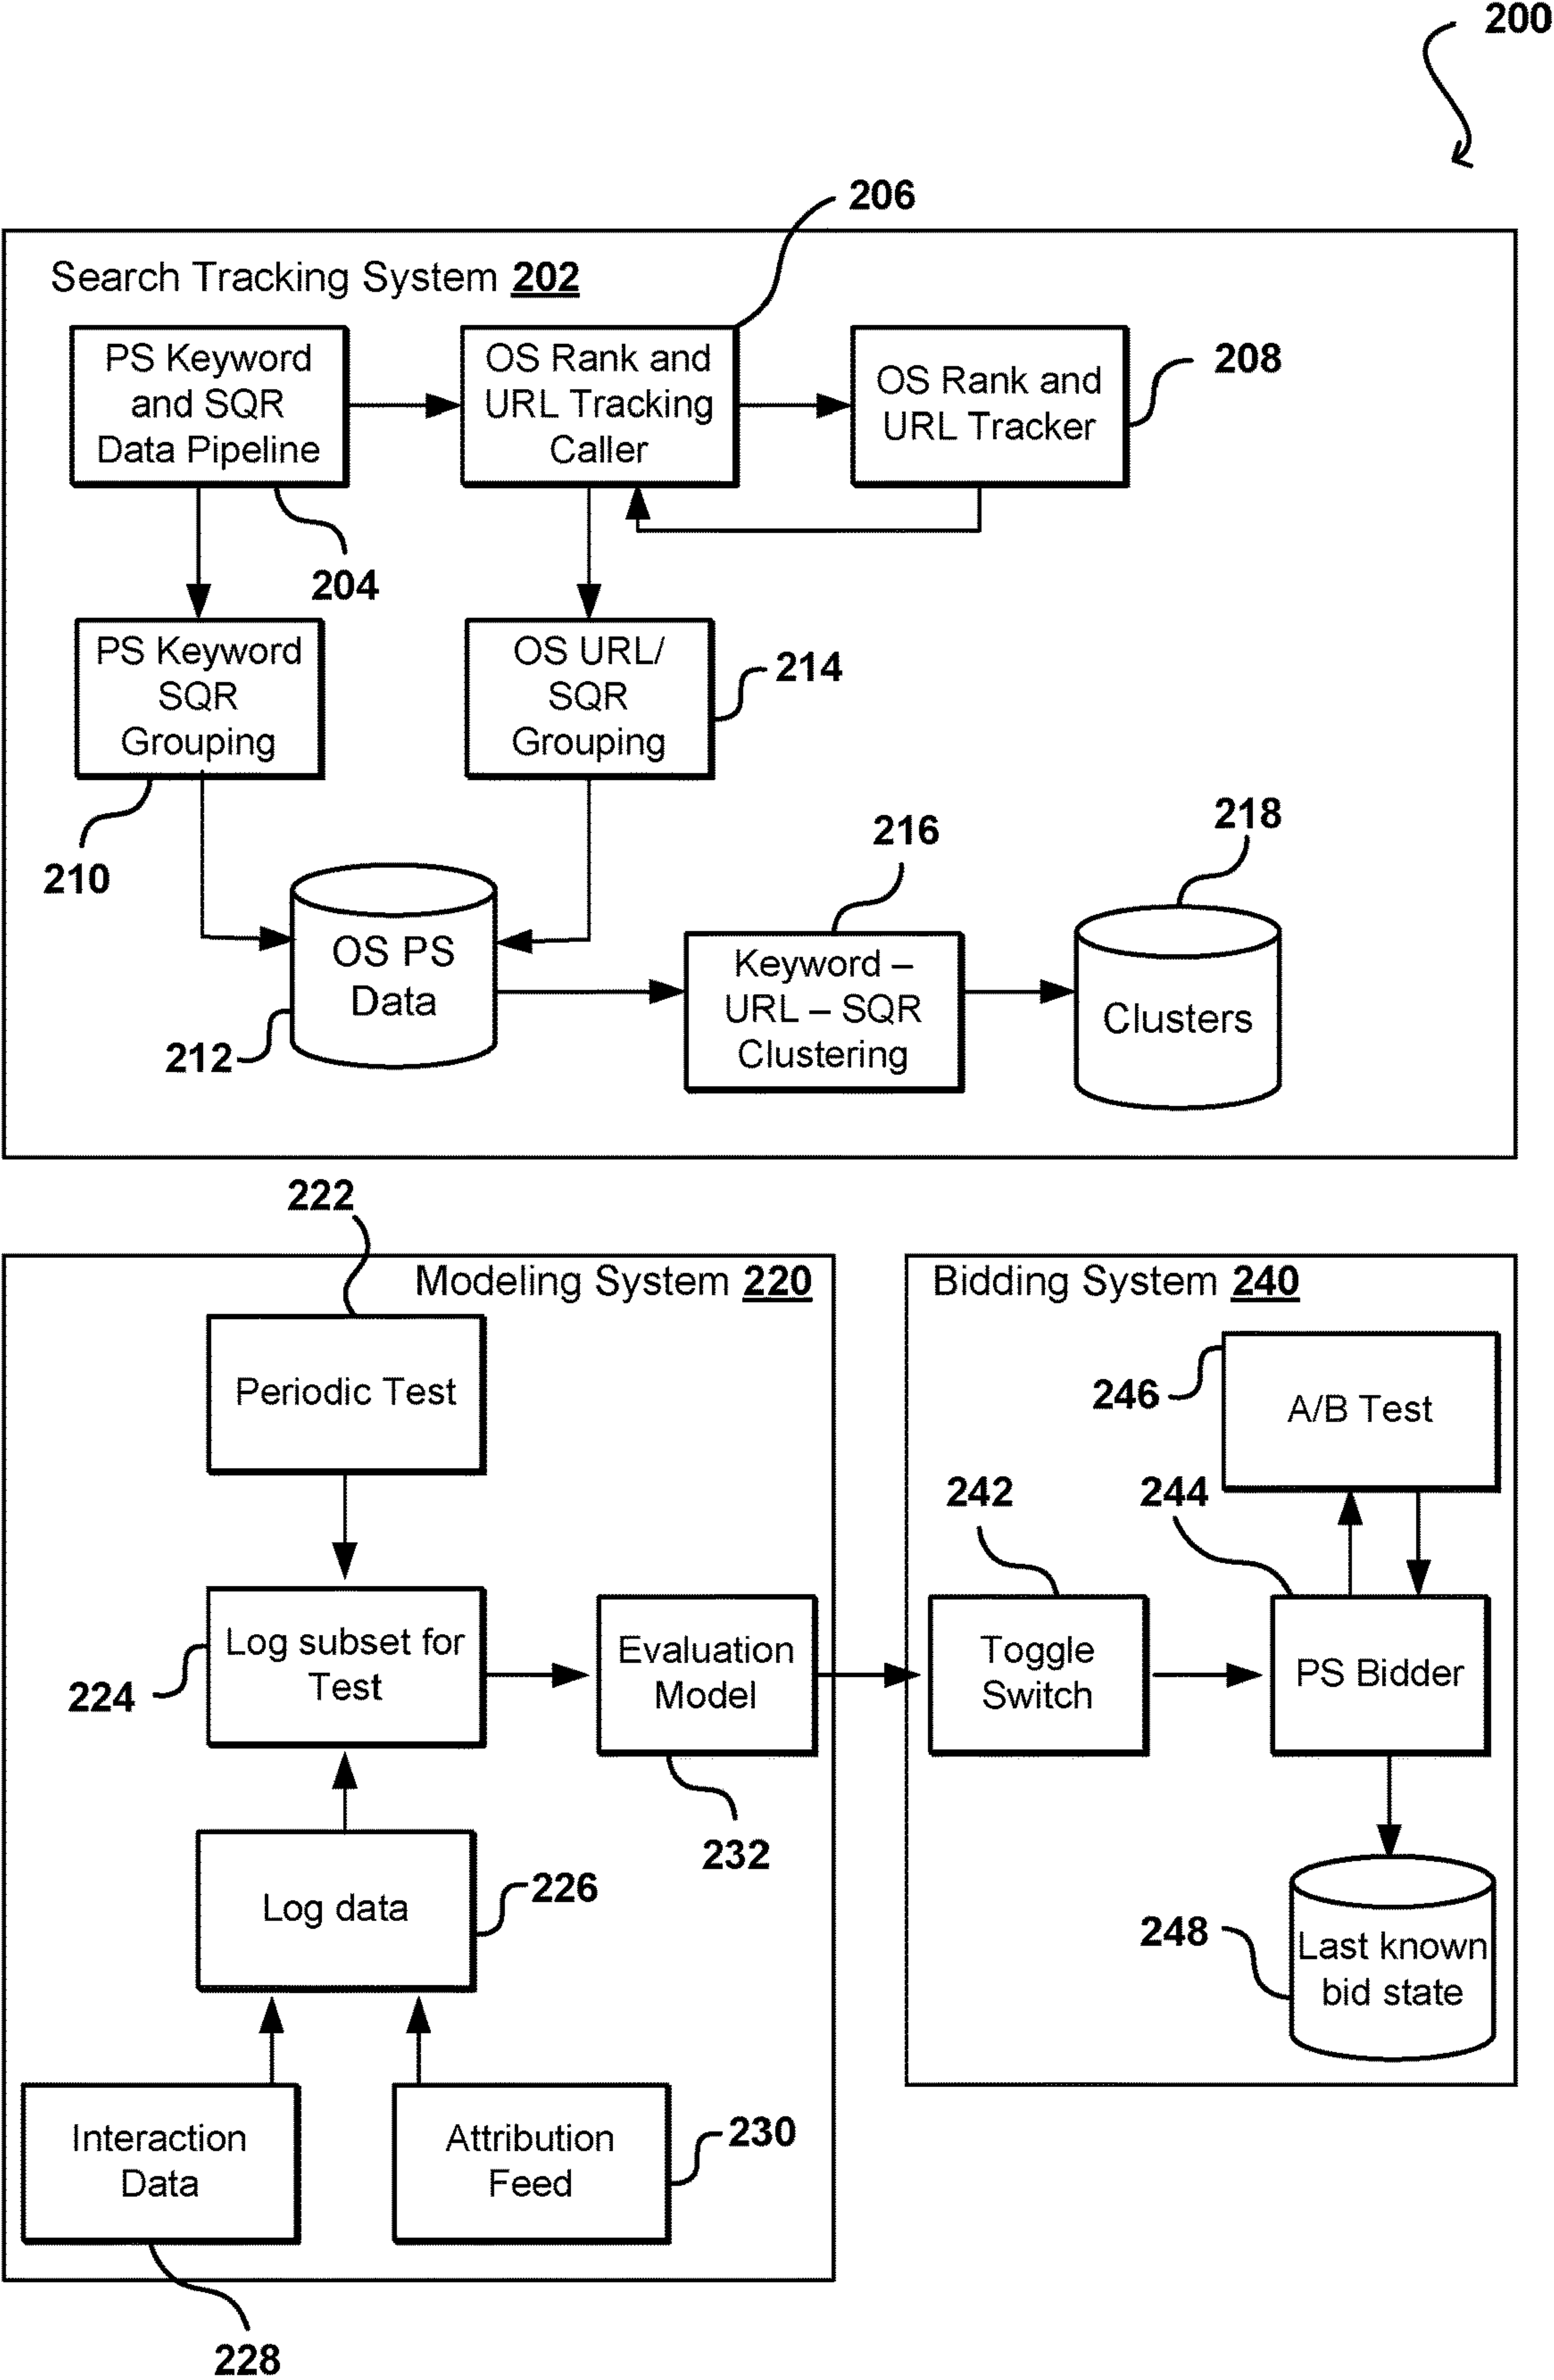 200
206
Search Tracking System 202
PS Keyword
and SQR
Data Pipeline
OS Rank and
URL Tracking
Caller
OS Rank and
URL Tracker
208
204
PS Keyword
SQR
Grouping
OS URL/
SQR
Grouping
214
210
OS PS
Data
212
216
Keyword –
URL – SQR
Clustering
218
Clusters
222
Modeling System 220
Periodic Test
Log subset for
Test
224
Evaluation
Model
232
Log data
226
Interaction
Data
Attribution
Feed
230
228
Bidding System 240
246
A/B Test
242
244
Toggle
Switch
PS Bidder
248
Last known
bid state